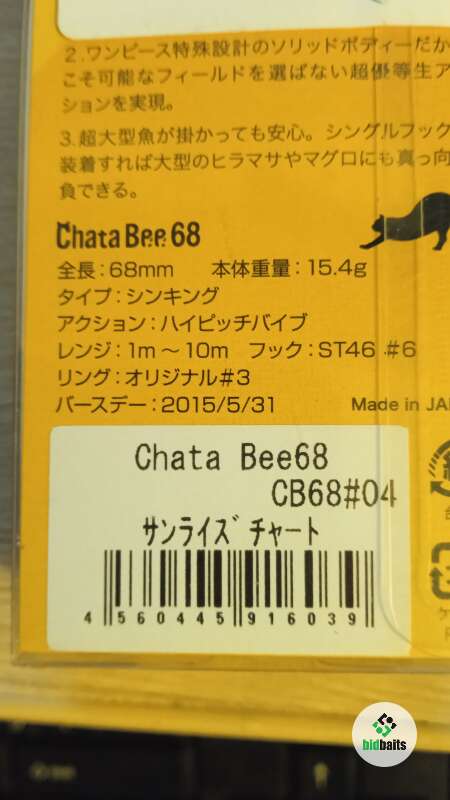 2.ワンピース特殊設計のソリッドボディーだか
こそ可能なフィールドを選ばない超優等生ア
ションを実現。
3.超大型魚が掛かっても安心。シングルフック
装着すれば大型のヒラマサやマグロにも真っ向
負できる。
Chata Bee 68
全長：68mm 本体重量：15.4g
タイプ：シンキング
アクション：ハイピッチバイブ
レンジ：1m～10m フック：ST46 #6
リング：オリジナル#3
バースデー：2015/5/31 Made in JA
Chata Bee68
CB68#04
サンライズﾞ チャート
4 560445 916039
bidbaits